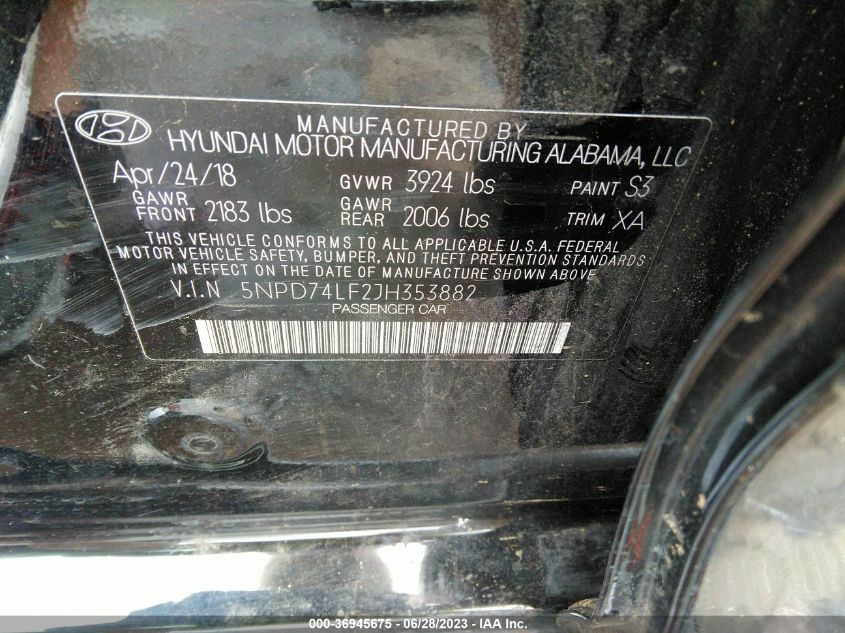 MANUFACTURED BY
HYUNDAI MOTOR MANUFACTURING ALABAMA, LLC
Apr/24/18 GVWR 3924 lbs PAINT S3
GAWR FRONT 2183 lbs GAWR REAR 2006 lbs TRIM XA
THIS VEHICLE CONFORMS TO ALL APPLICABLE U.S.A. FEDERAL
MOTOR VEHICLE SAFETY, BUMPER, AND THEFT PREVENTION STANDARDS
IN EFFECT ON THE DATE OF MANUFACTURE SHOWN ABOVE
V.I.N 5NPD74LF2JH353882
PASSENGER CAR
000-36945675 - 06/28/2023 - IAA Inc.